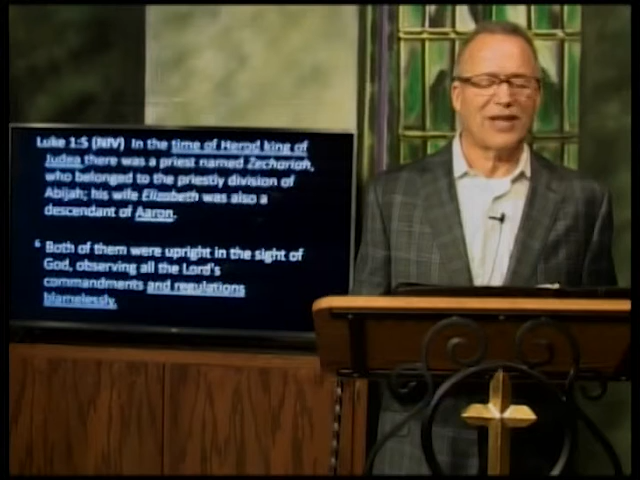 Luke 1:5 (NIV) In the time of Herod king of
Judea there was a priest named Zechariah,
who belonged to the priestly division of
Abijah; his wife Elizabeth was also a
descendant of Aaron.
6 Both of them were upright in the sight of
God, observing all the Lord's
commandments and regulations
blamelessly.